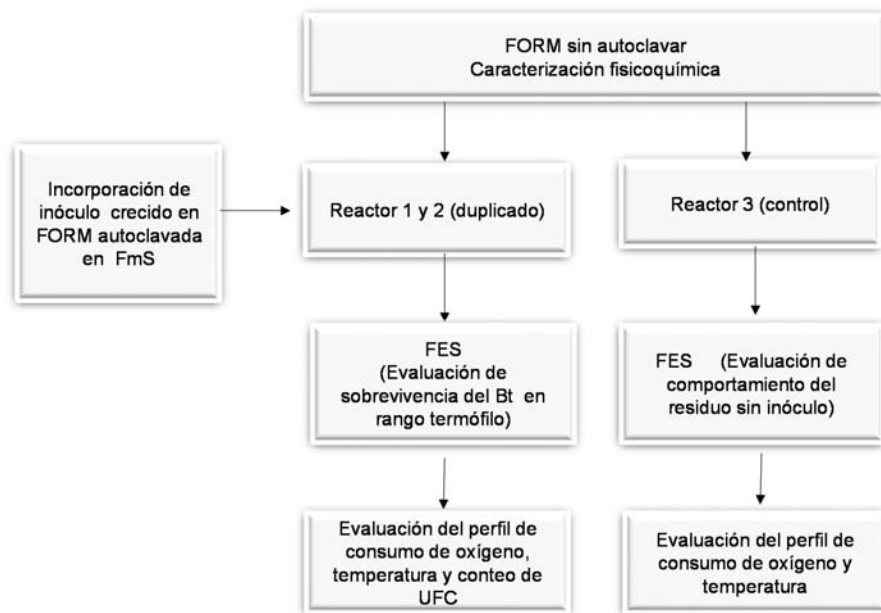 FORM sin autoclavar
Caracterización fisicoquímica
Incorporación de
inóculo crecido en
FORM autoclavada
en FmS
Reactor 1 y 2 (duplicado)
Reactor 3 (control)
FES
(Evaluación de
sobrevivencia del Bt en
rango termófilo)
FES (Evaluación de
comportamiento del
residuo sin inóculo)
Evaluación del perfil de
consumo de oxígeno,
temperatura y conteo de
UFC
Evaluación del perfil de
consumo de oxígeno y
temperatura